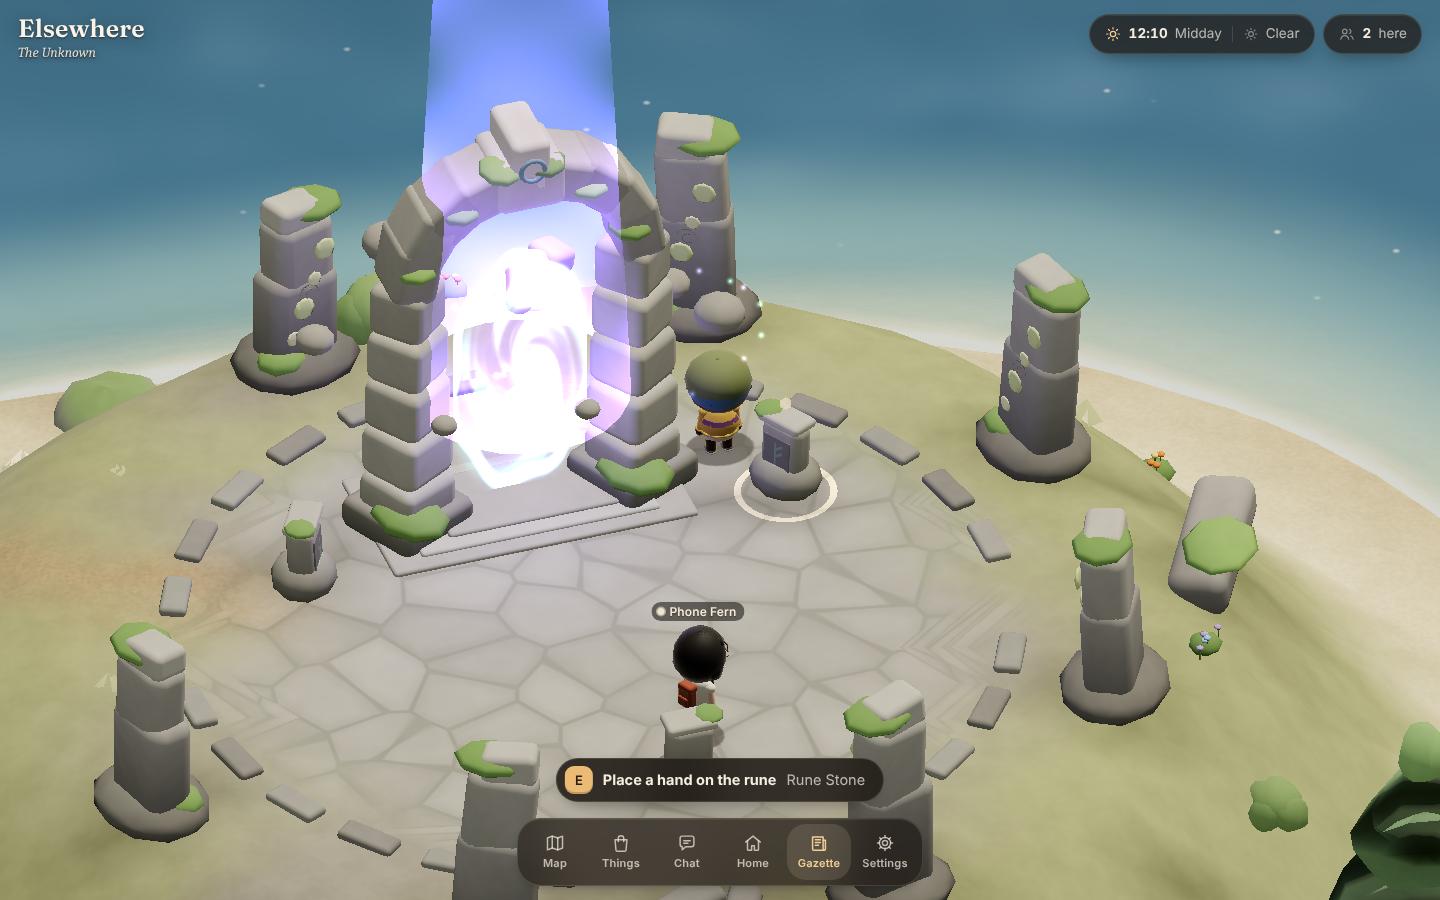 Elsewhere
The Unknown
12:10 Midday Clear
2 here
Phone Fern
E Place a hand on the rune Rune Stone
Map Things Chat Home Gazette Settings